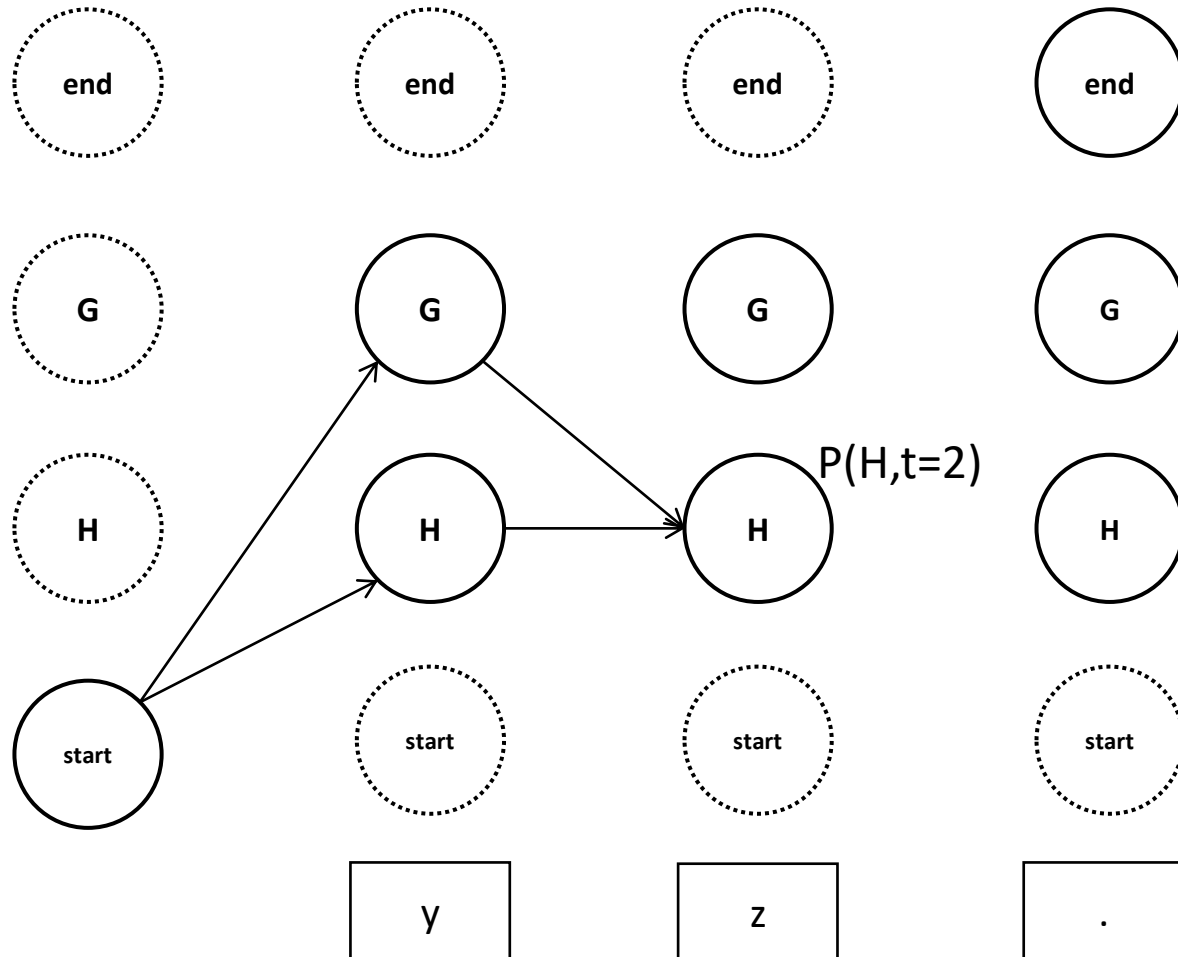 end end end end
G G G G
P(H,t=2)
H H H H
start start start start
y z .